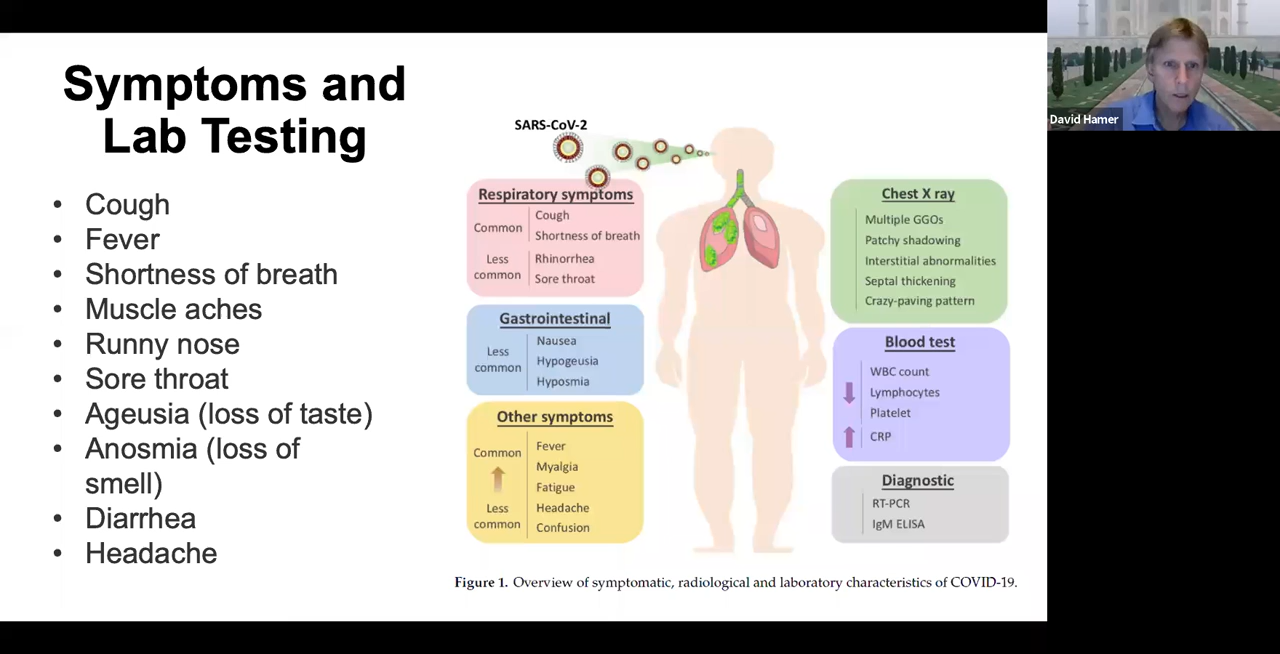 Symptoms and
Lab Testing
• Cough
• Fever
• Shortness of breath
• Muscle aches
• Runny nose
• Sore throat
• Ageusia (loss of taste)
• Anosmia (loss of
smell)
• Diarrhea
• Headache
SARS-CoV-2
Respiratory symptoms
Common
Cough
Shortness of breath
Less
common
Rhinorrhea
Sore throat
Gastrointestinal
Less
common
Nausea
Hypogeusia
Hyposmia
Other symptoms
Common
Less
common
Fever
Myalgia
Fatigue
Headache
Confusion
Chest X ray
Multiple GGOs
Patchy shadowing
Interstitial abnormalities
Septal thickening
Crazy-paving pattern
Blood test
WBC count
Lymphocytes
Platelet
CRP
Diagnostic
RT-PCR
IgM ELISA
Figure 1. Overview of symptomatic, radiological and laboratory characteristics of COVID-19.
David Hamer